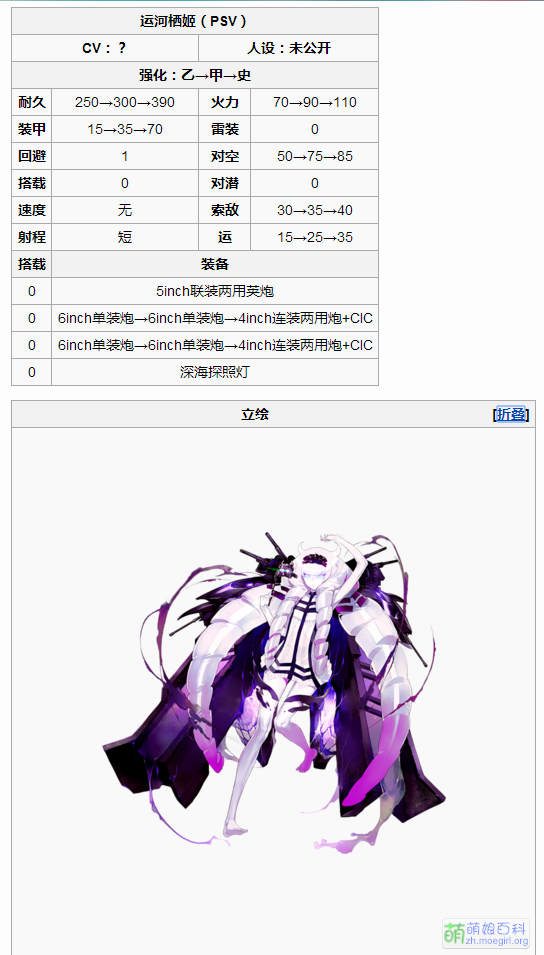 运河栖姬（PSV）
CV：？ 人设：未公开
强化：乙→甲→史
耐久 250→300→390 火力 70→90→110
装甲 15→35→70 雷装 0
回避 1 对空 50→75→85
搭载 0 对潜 0
速度 无 索敌 30→35→40
射程 短 运 15→25→35
搭载 装备
0 5inch联装两用莢炮
0 6inch单装炮→6inch单装炮→4inch连装两用炮+CIC
0 6inch单装炮→6inch单装炮→4inch连装两用炮+CIC
0 深海探照灯
立绘 [折叠]
萌 萌娘百科
zh.moegirl.org